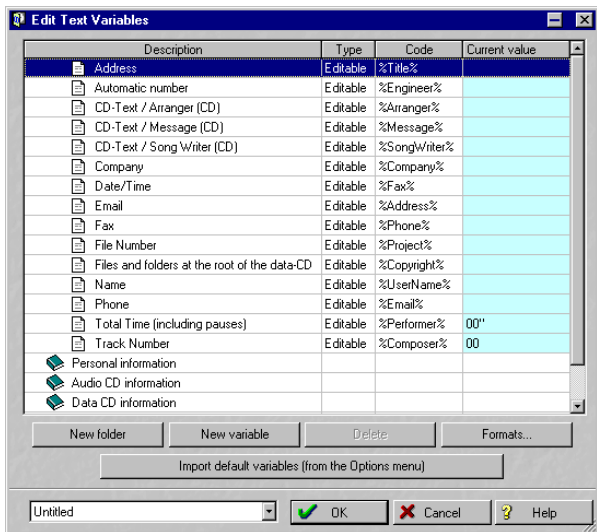 Edit Text Variables
Description Type Code Current value
Address Editable %Title%
Automatic number Editable %Engineer%
CD-Text / Arranger (CD) Editable %Arranger%
CD-Text / Message (CD) Editable %Message%
CD-Text / Song Writer (CD) Editable %SongWriter%
Company Editable %Company%
Date/Time Editable %Fax%
Email Editable %Address%
Fax Editable %Phone%
File Number Editable %Project%
Files and folders at the root of the data-CD Editable %Copyright%
Name Editable %UserName%
Phone Editable %Email%
Total Time (including pauses) Editable %Performer% 00"
Track Number Editable %Composer% 00
Personal information
Audio CD information
Data CD information
New folder New variable Delete Formats...
Import default variables (from the Options menu)
Untitled OK Cancel Help